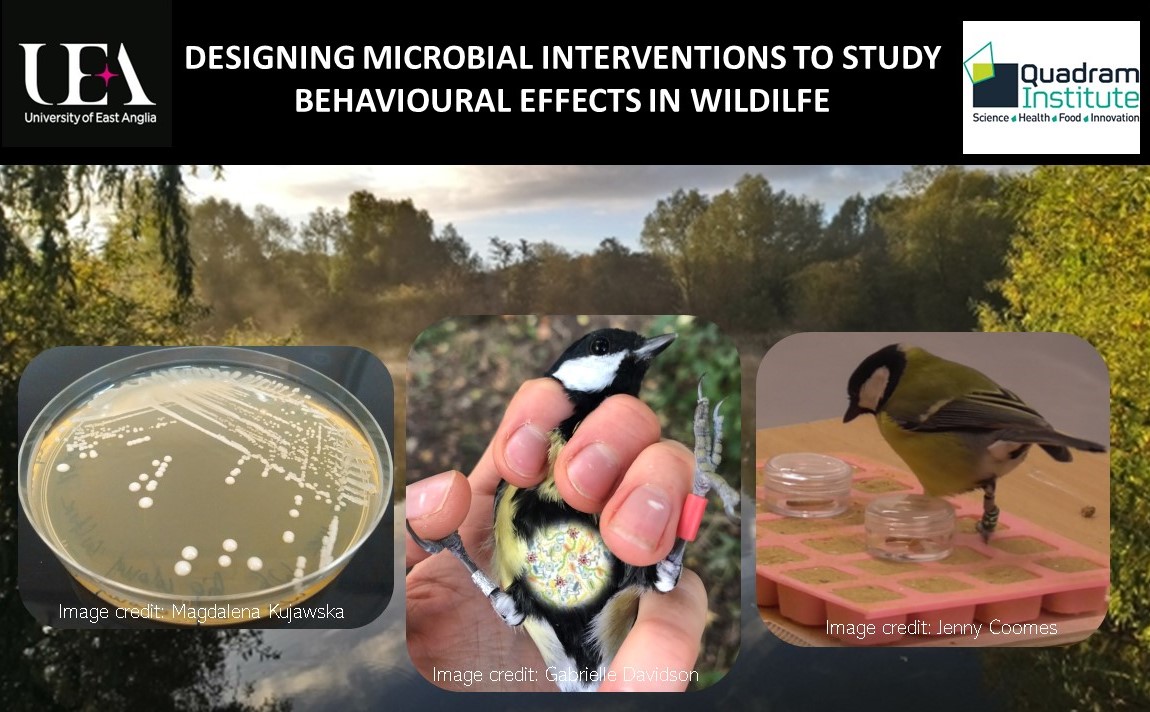 UEA
University of East Anglia
DESIGNING MICROBIAL INTERVENTIONS TO STUDY
BEHAVIOURAL EFFECTS IN WILDILFE
Quadram
Institute
Science Health Food Innovation
Image credit: Magdalena Kujawska
Image credit: Gabrielle Davidson
Image credit: Jenny Coomes